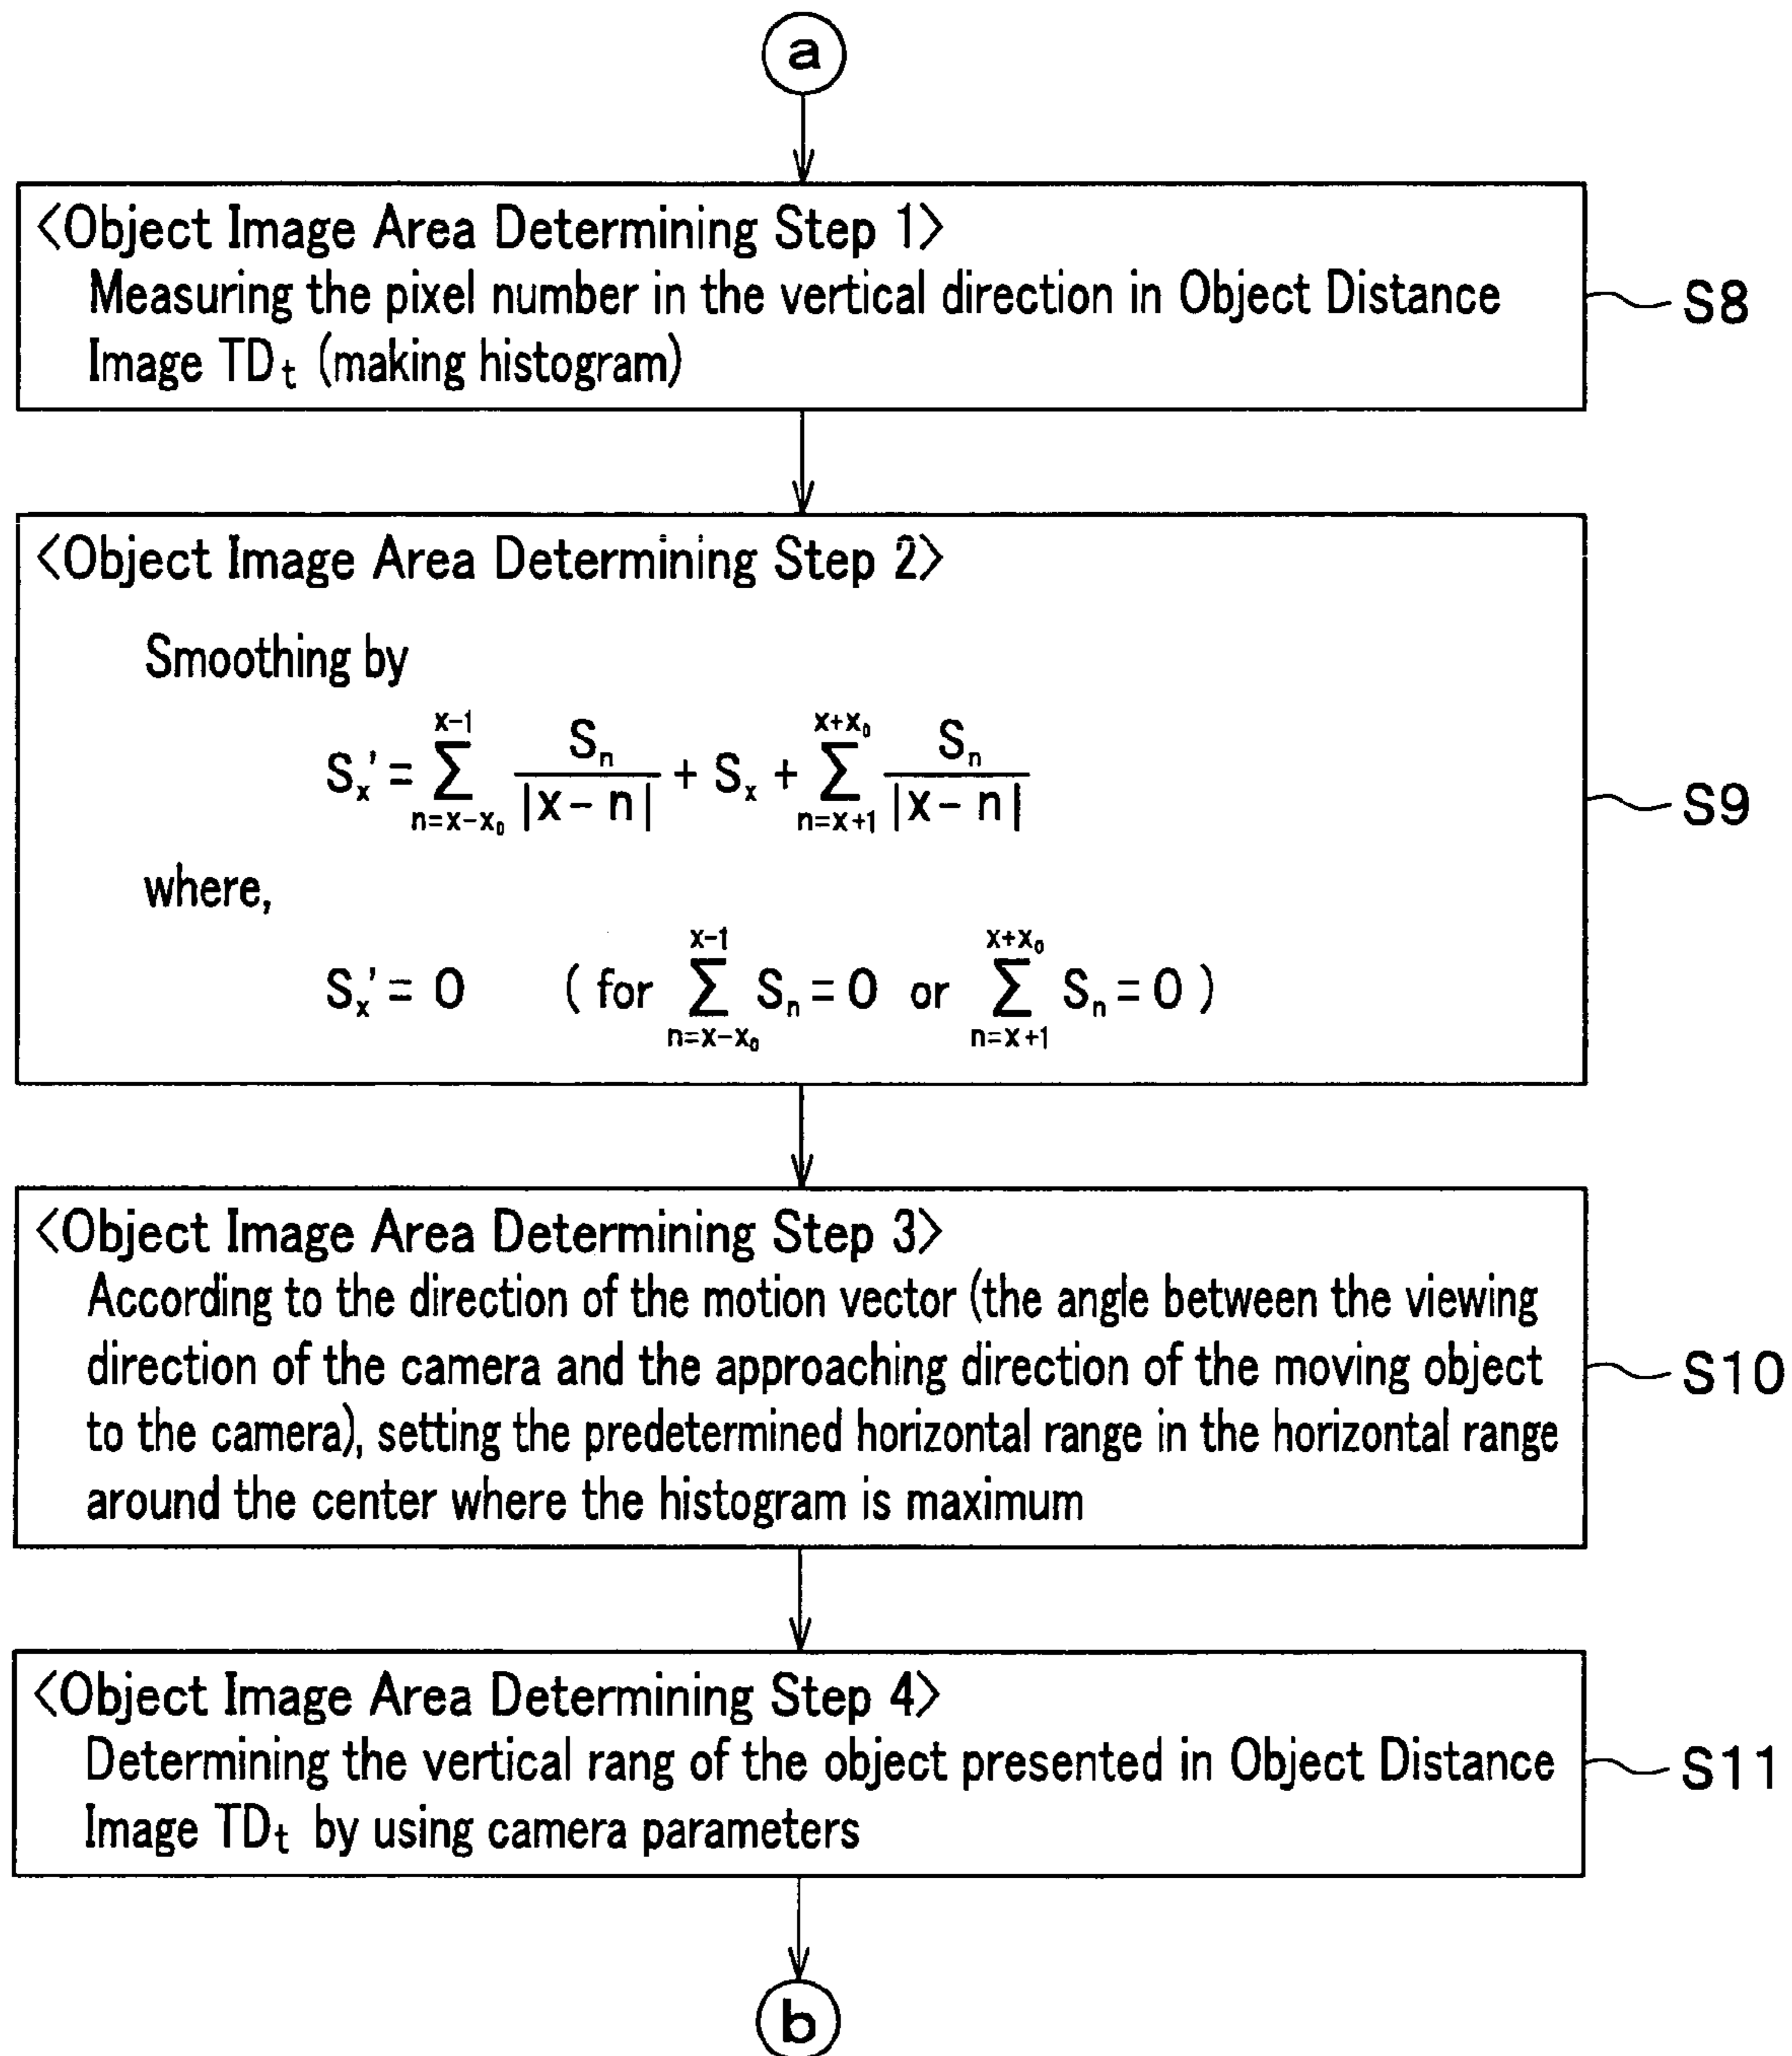 a
<Object Image Area Determining Step 1>
Measuring the pixel number in the vertical direction in Object Distance
Image TDt (making histogram)
S8
<Object Image Area Determining Step 2>
Smoothing by
Sx' = ∑_{n=x-x0}^{x-1} Sn/|x-n| + Sx + ∑_{n=x+1}^{x+x0} Sn/|x-n|
S9
where,
Sx' = 0 ( for ∑_{n=x-x0}^{x-1} Sn = 0 or ∑_{n=x+1}^{x+x0} Sn = 0 )
<Object Image Area Determining Step 3>
According to the direction of the motion vector (the angle between the viewing
direction of the camera and the approaching direction of the moving object
to the camera), setting the predetermined horizontal range in the horizontal range
around the center where the histogram is maximum
S10
<Object Image Area Determining Step 4>
Determining the vertical rang of the object presented in Object Distance
Image TDt by using camera parameters
S11
b